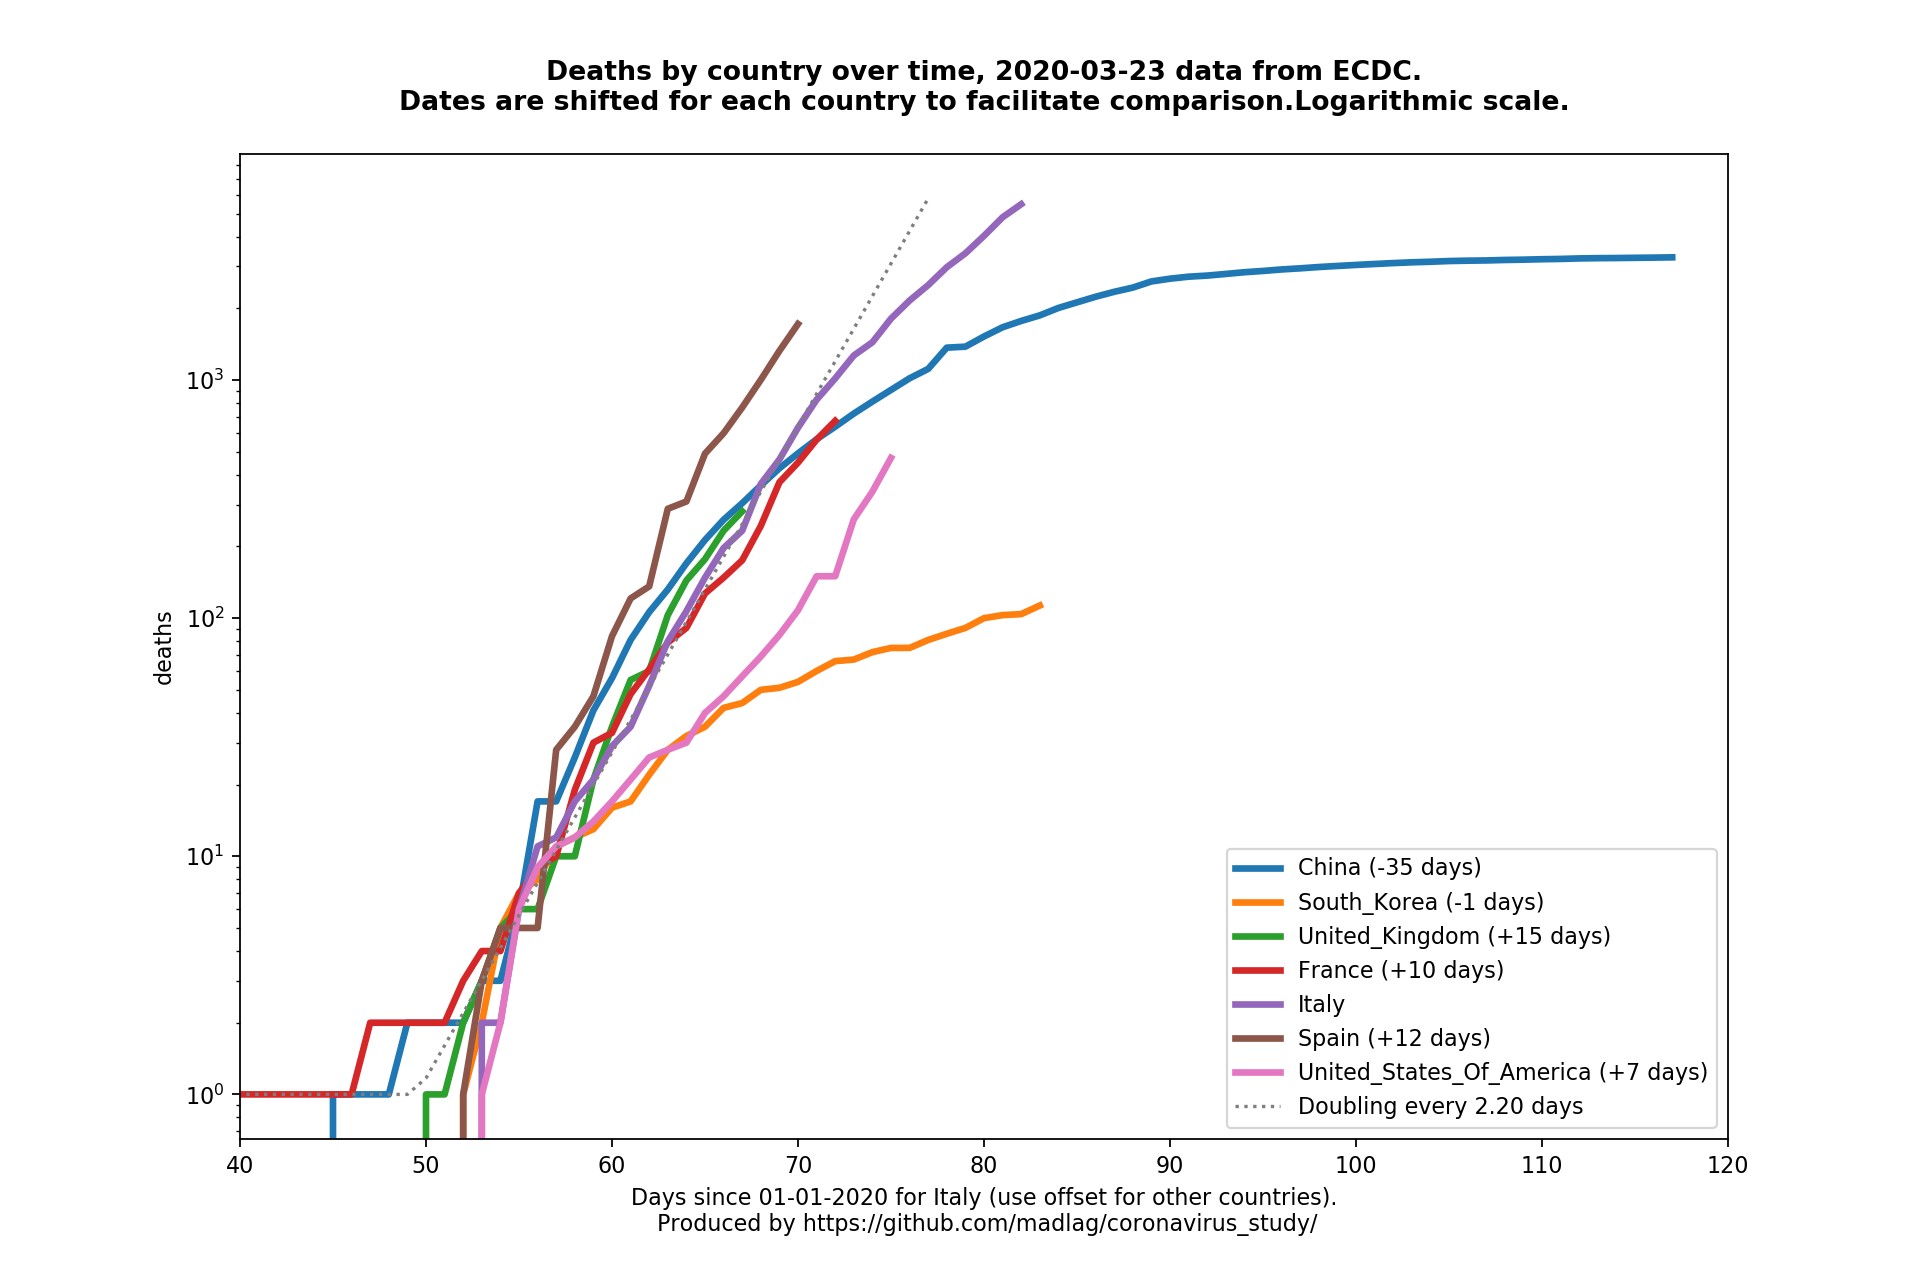 Deaths by country over time, 2020-03-23 data from ECDC.
Dates are shifted for each country to facilitate comparison.Logarithmic scale.
deaths
10³
10²
10¹
10⁰
China (-35 days)
South_Korea (-1 days)
United_Kingdom (+15 days)
France (+10 days)
Italy
Spain (+12 days)
United_States_Of_America (+7 days)
Doubling every 2.20 days
40 50 60 70 80 90 100 110 120
Days since 01-01-2020 for Italy (use offset for other countries).
Produced by https://github.com/madlag/coronavirus_study/